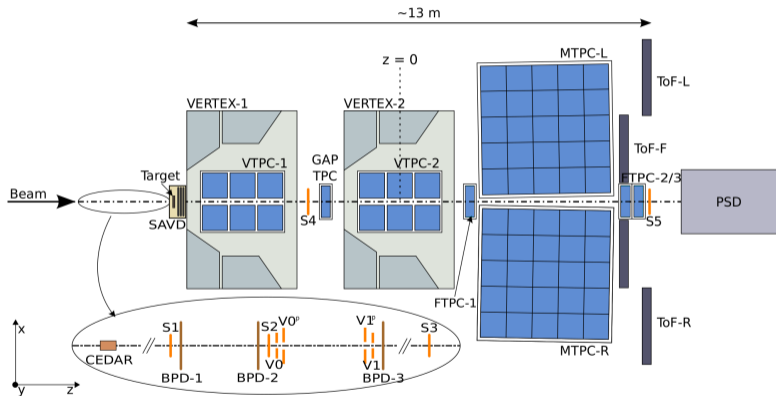 ~13 m
z = 0
MTPC-L
ToF-L
VERTEX-1
VERTEX-2
ToF-F
GAP
TPC
VTPC-1
VTPC-2
Target
FTPC-2/3
Beam
PSD
SAVD
S4
S5
FTPC-1
ToF-R
MTPC-R
x
y
z
S1
S2
V0ᵖ
V1ᵖ
S3
CEDAR
BPD-1
BPD-2
V0
V1
BPD-3